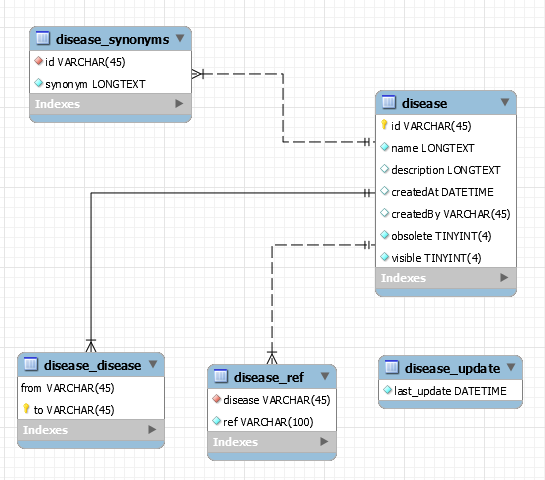 disease_synonyms
id VARCHAR(45)
synonym LONGTEXT
Indexes
disease
id VARCHAR(45)
name LONGTEXT
description LONGTEXT
createdAt DATETIME
createdBy VARCHAR(45)
obsolete TINYINT(4)
visible TINYINT(4)
Indexes
disease_disease
from VARCHAR(45)
to VARCHAR(45)
Indexes
disease_ref
disease VARCHAR(45)
ref VARCHAR(100)
Indexes
disease_update
last_update DATETIME
Indexes